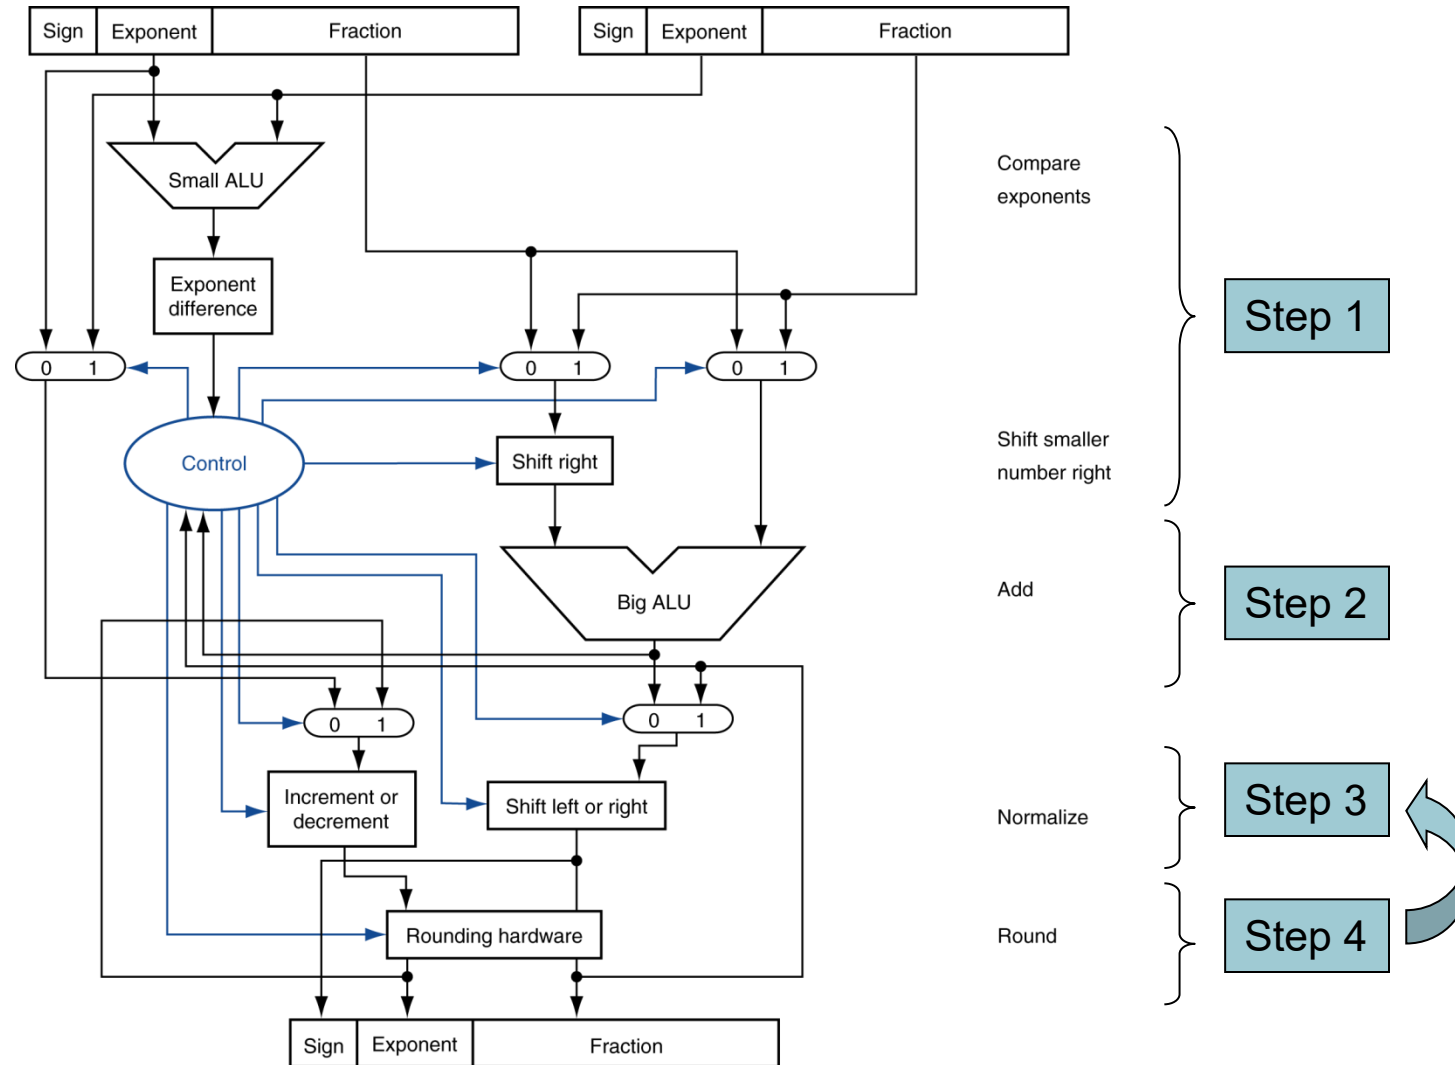 Sign Exponent Fraction
Sign Exponent Fraction
Small ALU
Compare
exponents
Exponent
difference
Step 1
0 1
0 1
0 1
Control
Shift right
Shift smaller
number right
Big ALU
Add
Step 2
0 1
0 1
Increment or
decrement
Shift left or right
Normalize
Step 3
Rounding hardware
Round
Step 4
Sign Exponent Fraction